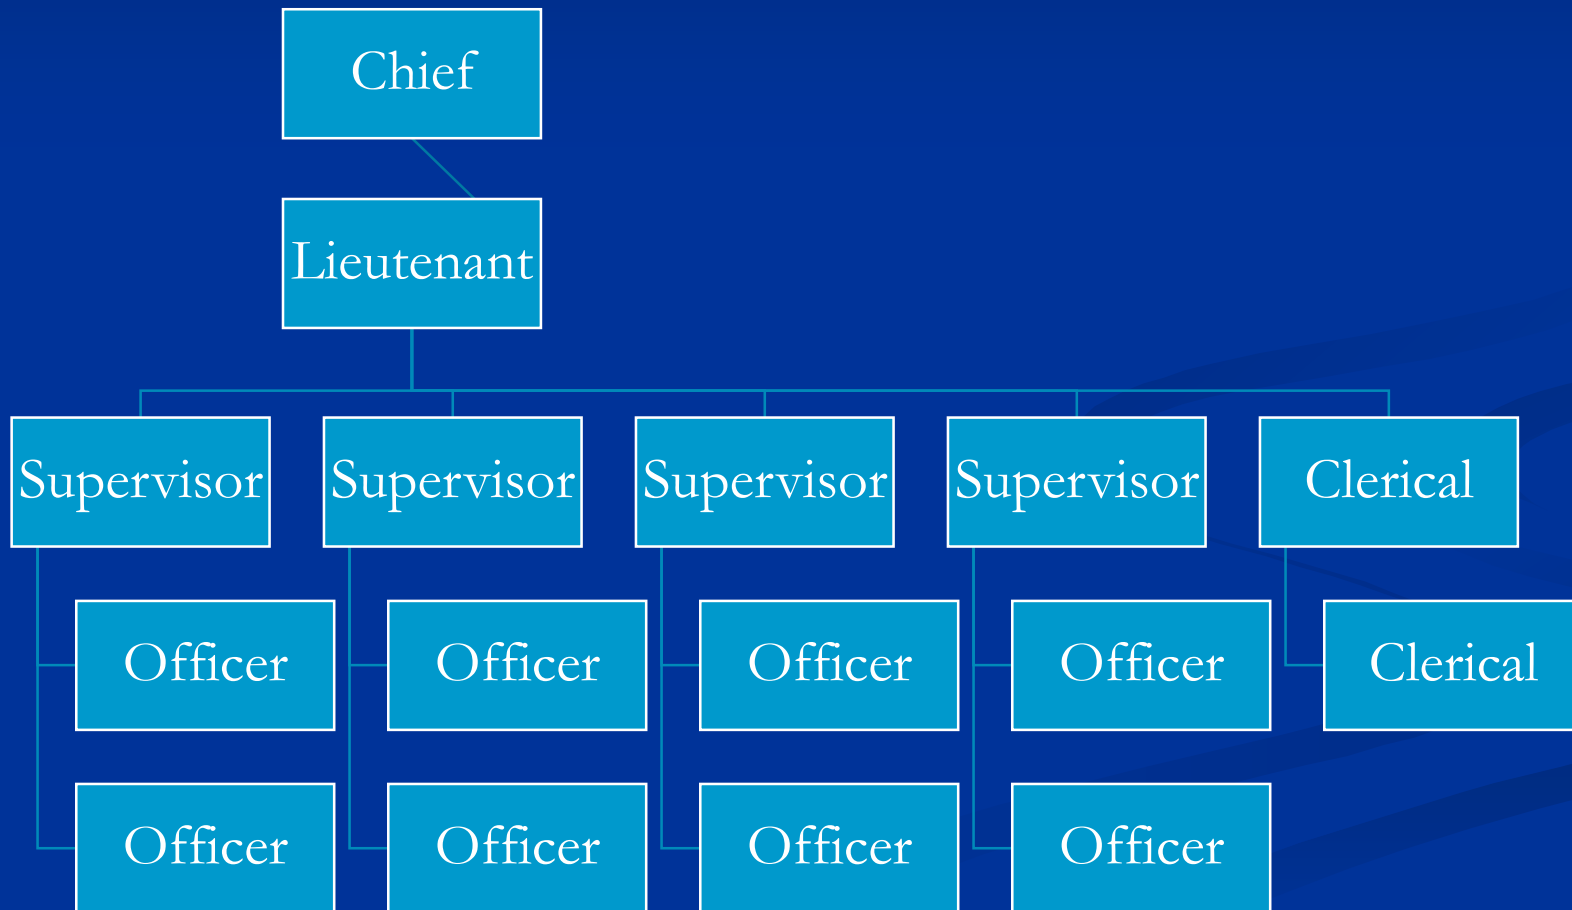 Chief
Lieutenant
Supervisor
Supervisor
Supervisor
Supervisor
Clerical
Officer
Officer
Officer
Officer
Clerical
Officer
Officer
Officer
Officer